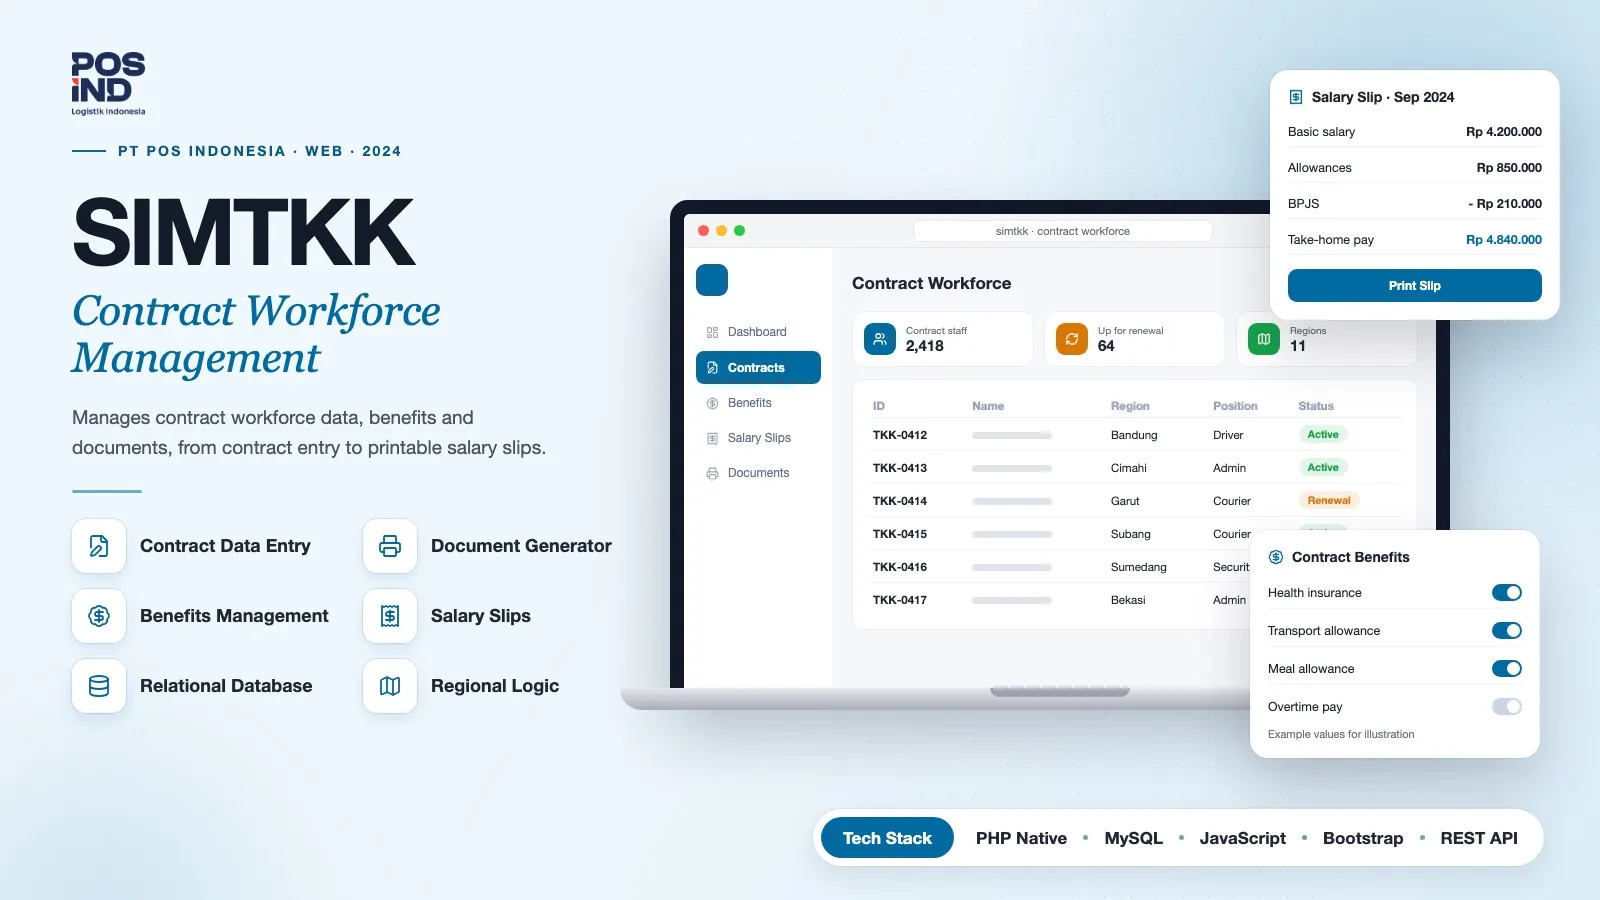 POS
IND
Logistik Indonesia
PT POS INDONESIA · WEB · 2024
SIMTKK
Contract Workforce
Management
Manages contract workforce data, benefits and
documents, from contract entry to printable salary slips.
Contract Data Entry
Document Generator
Benefits Management
Salary Slips
Relational Database
Regional Logic
simtkk · contract workforce
Dashboard
Contracts
Benefits
Salary Slips
Documents
Contract Workforce
Contract staff
2,418
Up for renewal
64
Regions
11
ID Name Region Position Status
TKK-0412 Bandung Driver Active
TKK-0413 Cimahi Admin Active
TKK-0414 Garut Courier Renewal
TKK-0415 Subang Courier
TKK-0416 Sumedang Securit
TKK-0417 Bekasi Admin
Salary Slip · Sep 2024
Basic salary Rp 4.200.000
Allowances Rp 850.000
BPJS - Rp 210.000
Take-home pay Rp 4.840.000
Print Slip
Contract Benefits
Health insurance
Transport allowance
Meal allowance
Overtime pay
Example values for illustration
Tech Stack PHP Native • MySQL • JavaScript • Bootstrap • REST API